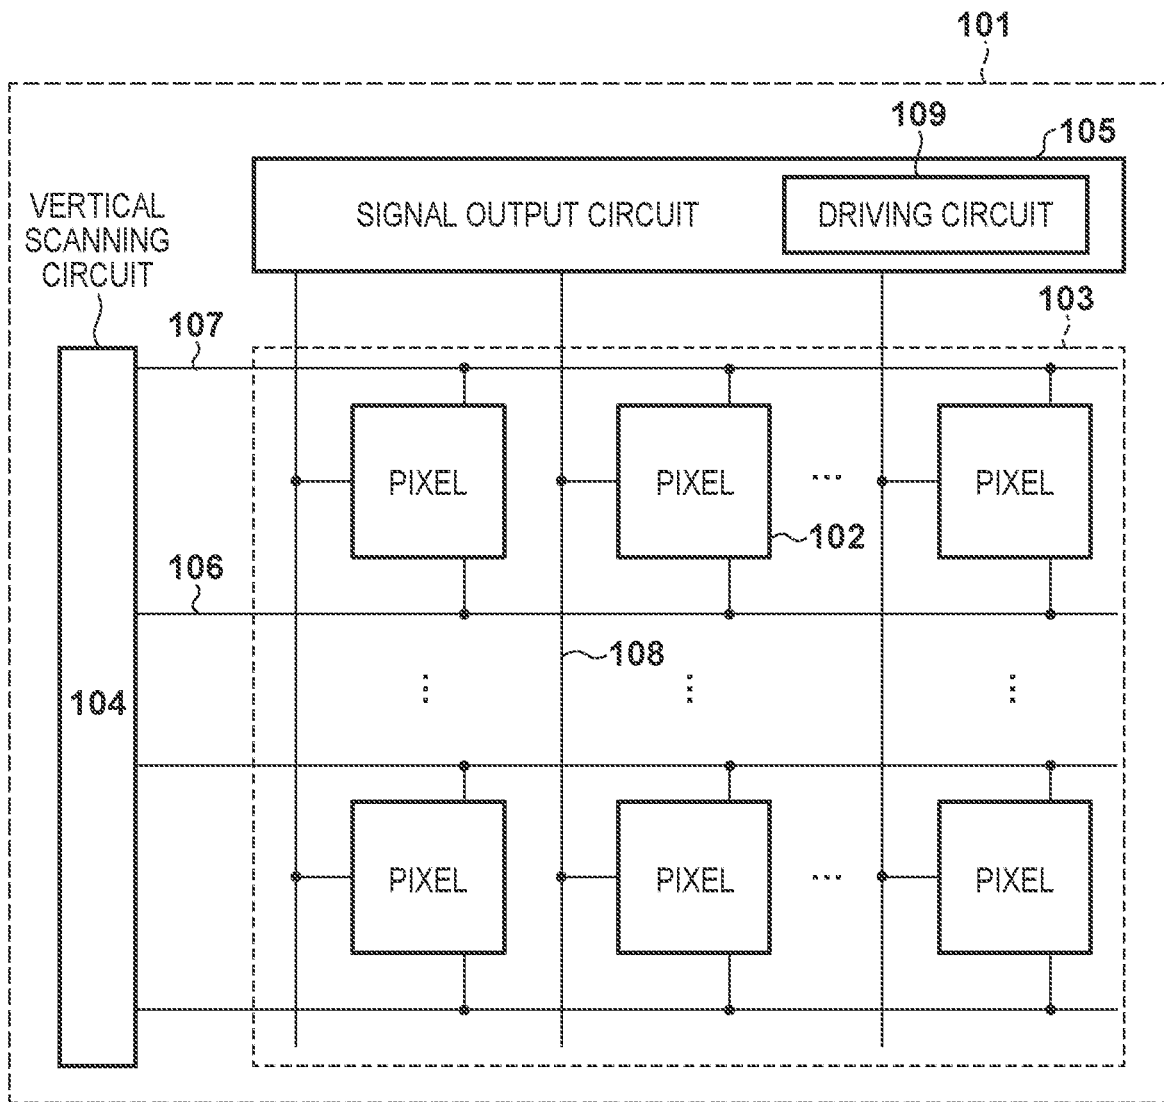 101
109
105
SIGNAL OUTPUT CIRCUIT
DRIVING CIRCUIT
VERTICAL
SCANNING
CIRCUIT
103
107
PIXEL
PIXEL
...
PIXEL
102
106
108
104
PIXEL
PIXEL
...
PIXEL